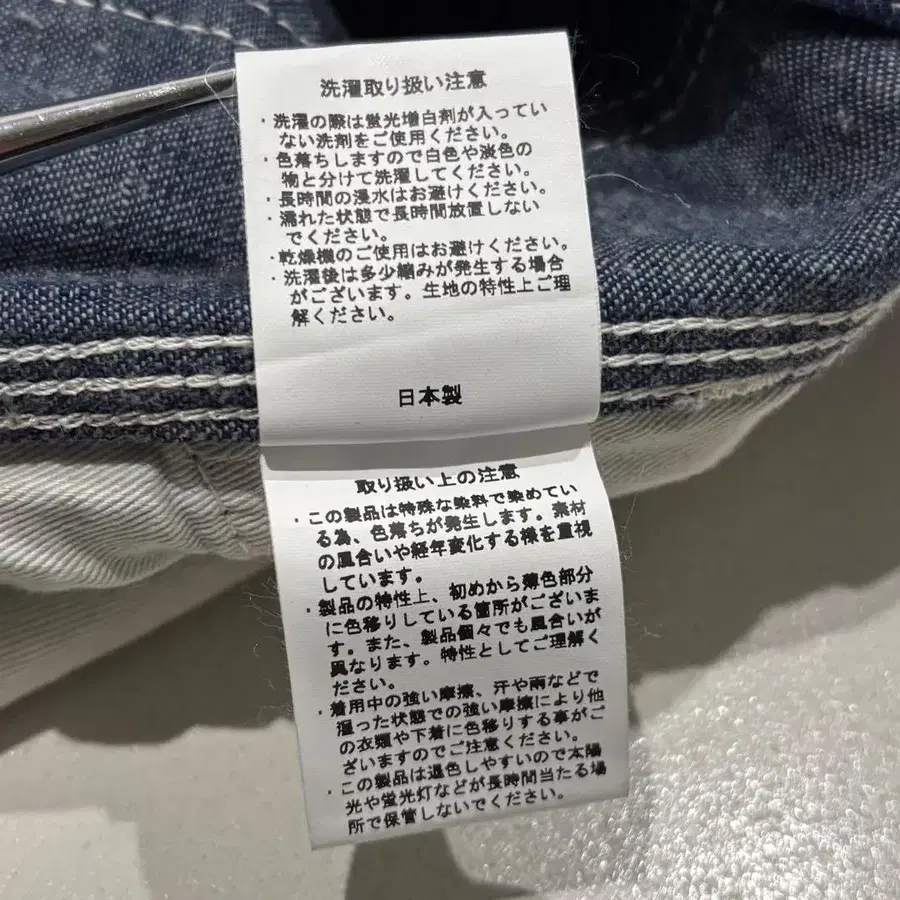 洗濯取り扱い注意
・洗濯の際は蛍光増白剤が入ってい
ない洗剤をご使用ください。
・色落ちしますので白色や淡色の
物と分けて洗濯してください。
・長時間の浸水はお避けください。
・濡れた状態で長時間放置しない
でください。
・乾燥機のご使用はお避けください。
・洗濯後は多少縮みが発生する場合
がございます。生地の特性上ご理
解ください。
日本製
取り扱い上の注意
・この製品は特殊な染料で染めてい
る為、色落ちが発生します。素材
の風合いや経年変化する様を重視
しています。
・製品の特性上、初めから薄色部分
に色移りしている箇所がございま
す。また、製品個々でも風合いが
異なります。特性としてご理解く
ださい。
・着用中の強い摩擦、汗や雨などで
湿った状態での強い摩擦により他
の衣類や下着に色移りする事がご
ざいますのでご注意ください。
・この製品は退色しやすいので太陽
光や蛍光灯などが長時間当たる場
所で保管しないでください。